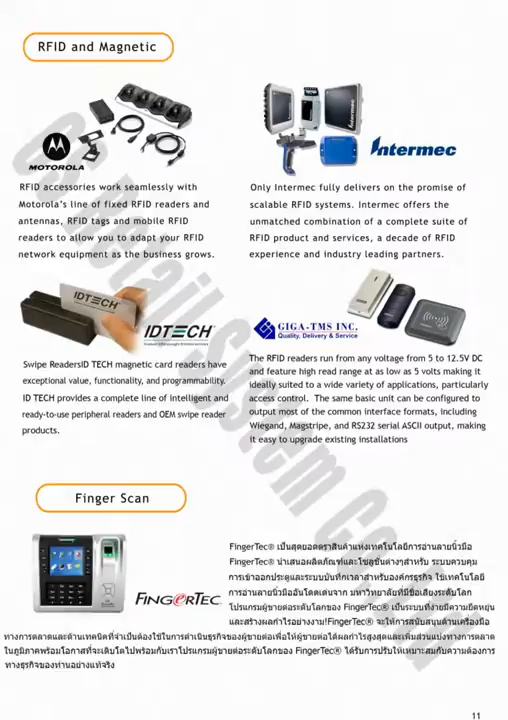 RFID and Magnetic
MOTOROLA
Intermec
RFID accessories work seamlessly with
Motorola's line of fixed RFID readers and
antennas, RFID tags and mobile RFID
readers to allow you to adapt your RFID
network equipment as the business grows.
Only Intermec fully delivers on the promise of
scalable RFID systems. Intermec offers the
unmatched combination of a complete suite of
RFID product and services, a decade of RFID
experience and industry leading partners.
IDTECH
IDTECH
GIGA-TMS INC.
Quality, Delivery & Service
Swipe ReadersID TECH magnetic card readers have
exceptional value, functionality, and programmability.
ID TECH provides a complete line of intelligent and
ready-to-use peripheral readers and OEM swipe reader
products.
The RFID readers run from any voltage from 5 to 12.5V DC
and feature high read range at as low as 5 volts making it
ideally suited to a wide variety of applications, particularly
access control. The same basic unit can be configured to
output most of the common interface formats, including
Wiegand, Magstripe, and RS232 serial ASCII output, making
it easy to upgrade existing installations
Finger Scan
FINGERTEC
FingerTec® เป็นสุดยอดตราสินค้าแห่งเทคโนโลยีการอ่านลายนิ้วมือ
FingerTec® นำเสนอผลิตภัณฑ์และโซลูชั่นต่างๆสำหรับ ระบบควบคุม
การเข้าออกประตูและระบบบันทึกเวลาสำหรับองค์กรธุรกิจ ใช้เทคโนโลยี
การอ่านลายนิ้วมืออันโดดเด่นจาก มหาวิทยาลัยที่มีชื่อเสียงระดับโลก
โปรแกรมผู้ขายต่อระดับโลกของ FingerTec® เป็นระบบที่ง่ายมีความยืดหยุ่น
และสร้างผลกำไรอย่างงาม!FingerTec® จะให้การสนับสนุนด้านเครื่องมือ
ทางการตลาดและด้านเทคนิคที่จำเป็นต้องใช้ในการดำเนินธุรกิจของผู้ขายต่อเพื่อให้ผู้ขายต่อได้ผลกำไรสูงสุดและเพิ่มส่วนแบ่งทางการตลาด
ในภูมิภาคพร้อมโอกาสที่จะเติบโตไปพร้อมกับเราโปรแกรมผู้ขายต่อระดับโลกของ FingerTec® ได้รับการปรับให้เหมาะสมกับความต้องการ
ทางธุรกิจของท่านอย่างแท้จริง
11